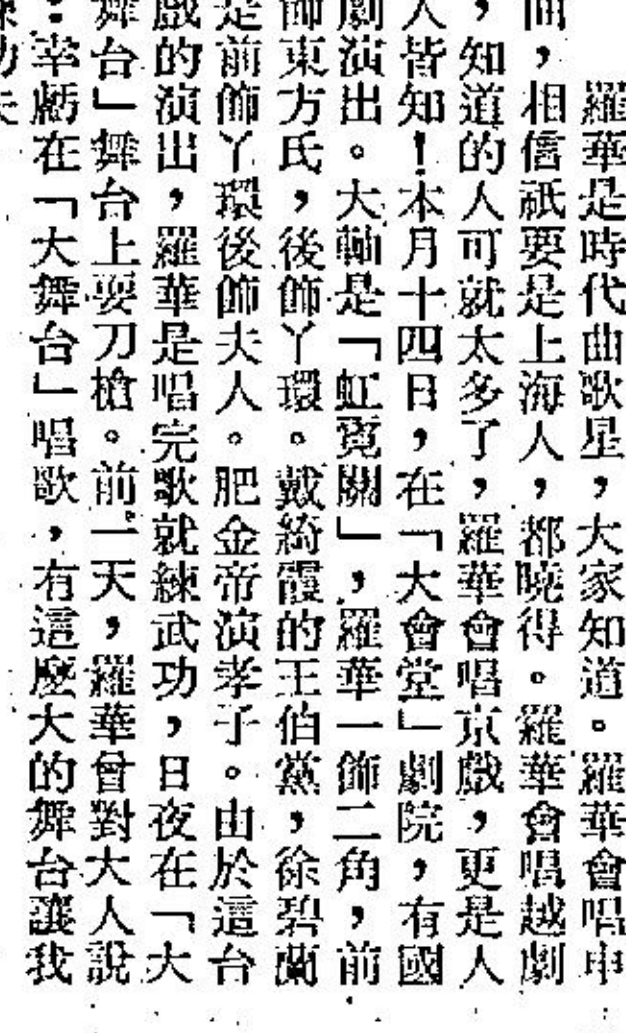 羅華是時代曲歌星，大家知道。羅華會唱申
曲，相信祇要是上海人，都曉得。羅華會唱越劇
，知道的人可就太多了，羅華會唱京戲，更是人
人皆知！本月十四日，在「大會堂」劇院，有國
劇演出。大軸是「虹霓關」，羅華一飾二角，前
飾東方氏，後飾丫環。戴綺霞的王伯黨，徐碧蘭
是前飾丫環後飾夫人。肥金帝演孝子。由於這台
戲的演出，羅華是唱完歌就練武功，日夜在「大
舞台」舞台上耍刀槍。前一天，羅華曾對大人說
：幸虧在「大舞台」唱歌，有這麼大的舞台讓我
練功夫